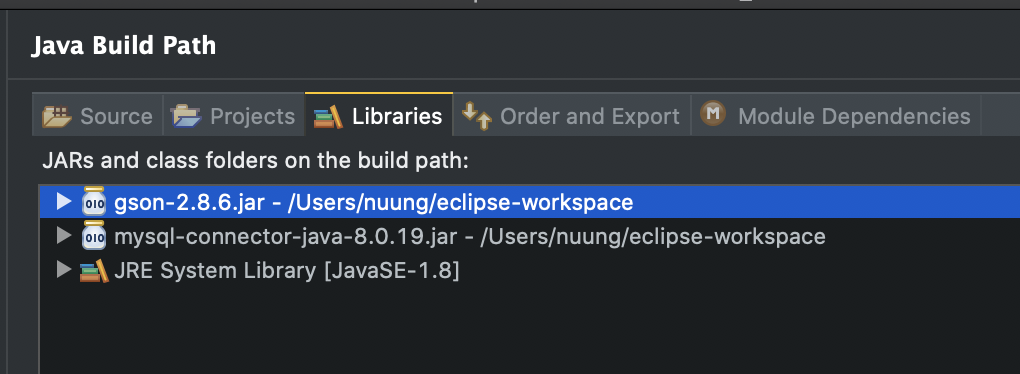 Java Build Path
Source Projects Libraries Order and Export M Module Dependencies
JARs and class folders on the build path:
010 gson-2.8.6.jar - /Users/nuung/eclipse-workspace
010 mysql-connector-java-8.0.19.jar - /Users/nuung/eclipse-workspace
JRE System Library [JavaSE-1.8]